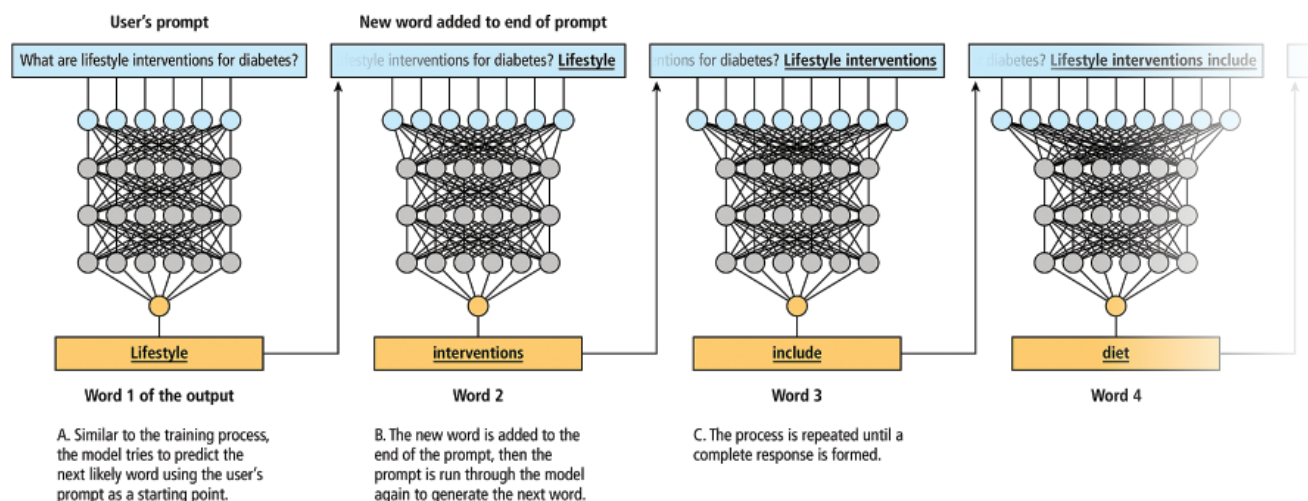 User's prompt
New word added to end of prompt
What are lifestyle interventions for diabetes?
lifestyle interventions for diabetes? Lifestyle
for diabetes? Lifestyle interventions
diabetes? Lifestyle interventions include
Lifestyle
interventions
include
diet
Word 1 of the output
Word 2
Word 3
Word 4
A. Similar to the training process,
the model tries to predict the
next likely word using the user's
prompt as a starting point.
B. The new word is added to the
end of the prompt, then the
prompt is run through the model
again to generate the next word.
C. The process is repeated until a
complete response is formed.